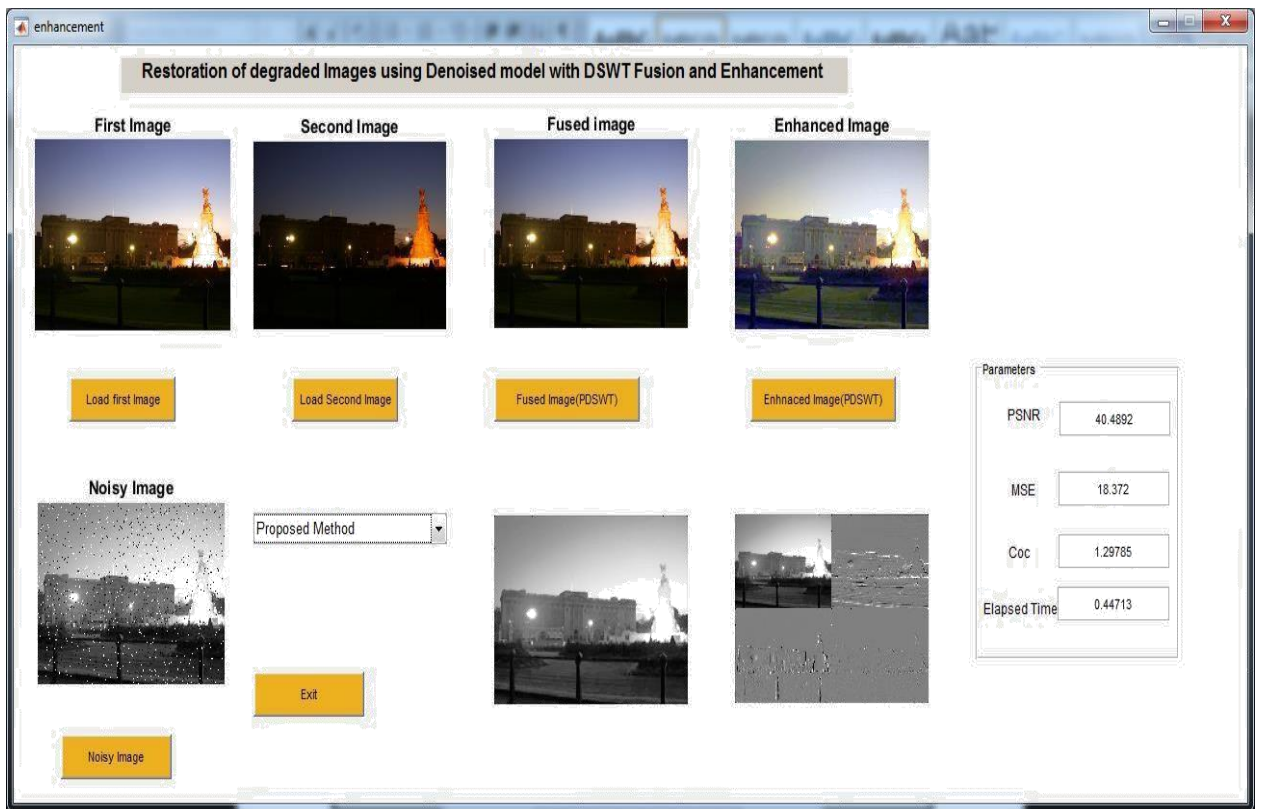 enhancement
Restoration of degraded Images using Denoised model with DSWT Fusion and Enhancement
First Image
Second Image
Fused image
Enhanced Image
Load first Image
Load Second Image
Fused Image(PDSWT)
Enhnaced Image(PDSWT)
Parameters
PSNR
40.4892
MSE
18.372
Coc
1.29785
Elapsed Time
0.44713
Noisy Image
Proposed Method
Exit
Noisy Image